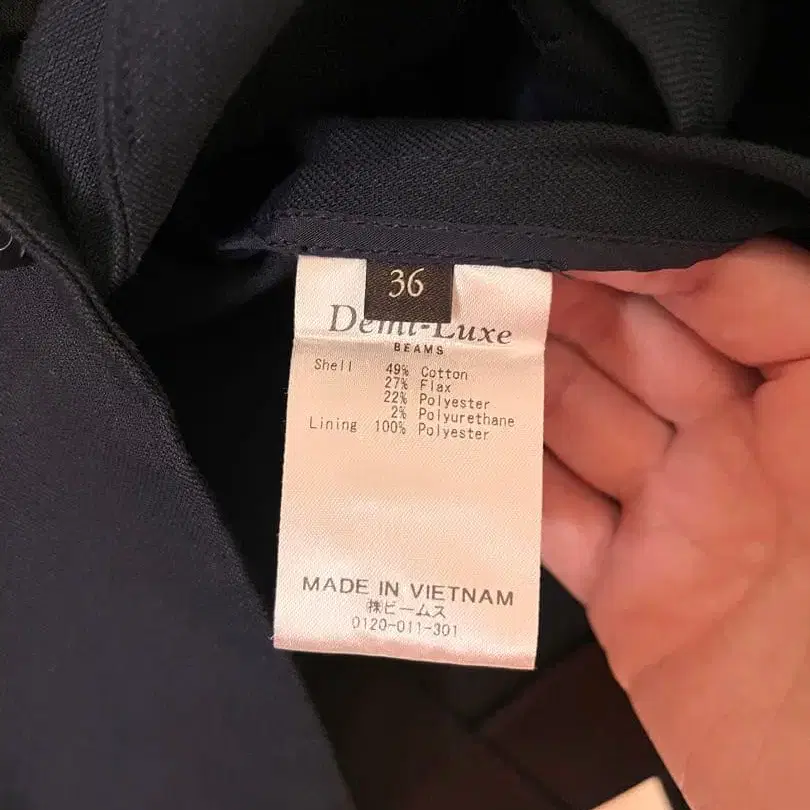 36
Demi-Luxe
BEAMS
Shell 49% Cotton
27% Flax
22% Polyester
2% Polyurethane
Lining 100% Polyester
MADE IN VIETNAM
㈱ビームス
0120-011-301